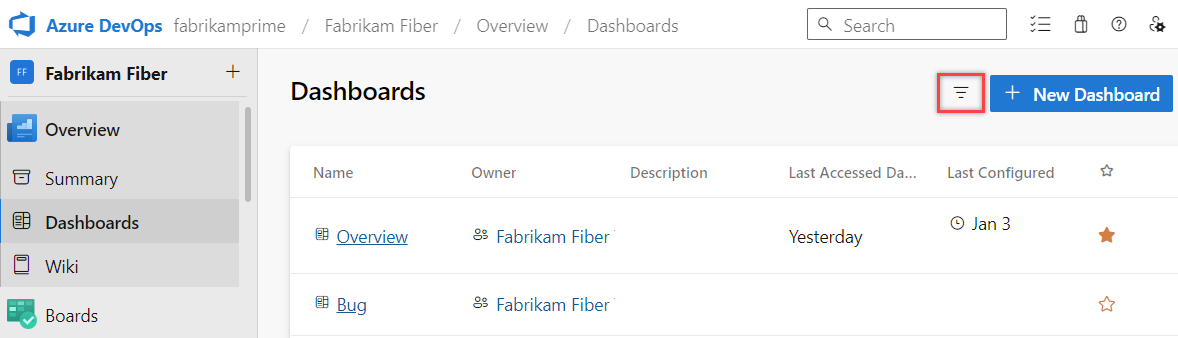 Azure DevOps fabrikamprime / Fabrikam Fiber / Overview / Dashboards Search
FF Fabrikam Fiber +
Overview
Summary
Dashboards
Wiki
Boards
Dashboards + New Dashboard
Name Owner Description Last Accessed Da... Last Configured
Overview Fabrikam Fiber Yesterday Jan 3
Bug Fabrikam Fiber